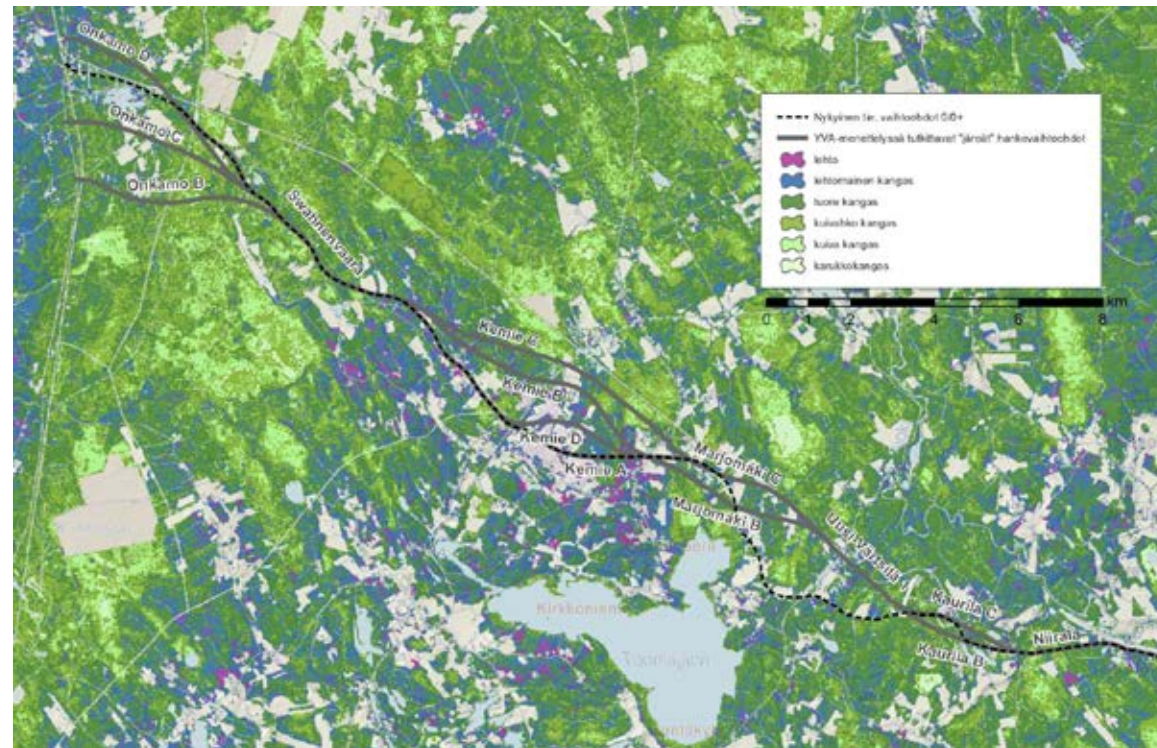 Onkamo D
Onkamo C
Onkamo B
Nykyinen tie, vaihtoehdot 0/0+
YVA-menettelyssä tutkittavat "järeät" hankevaihtoehdot
lehto
lehtomainen kangas
tuore kangas
kuivahko kangas
kuiva kangas
karukkokangas
km
0 1 2 4 6 8
Swahnenvaara
Kemie C
Kemie B
Kemie D
Kemie A
Marjomäki C
Marjomäki B
Uusi-Värtsilä
Kaurila C
Kaurila B
Niirala
Kirkkoniemi